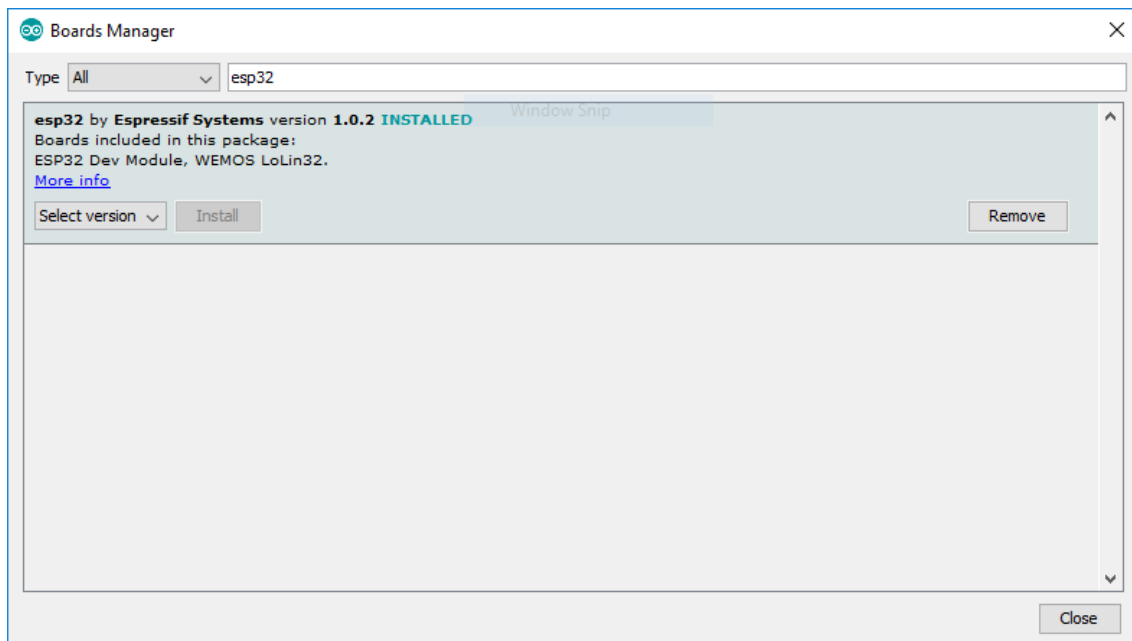 Boards Manager
Type All esp32
Window Snip
esp32 by Espressif Systems version 1.0.2 INSTALLED
Boards included in this package:
ESP32 Dev Module, WEMOS LoLin32.
More info
Select version Install Remove
Close